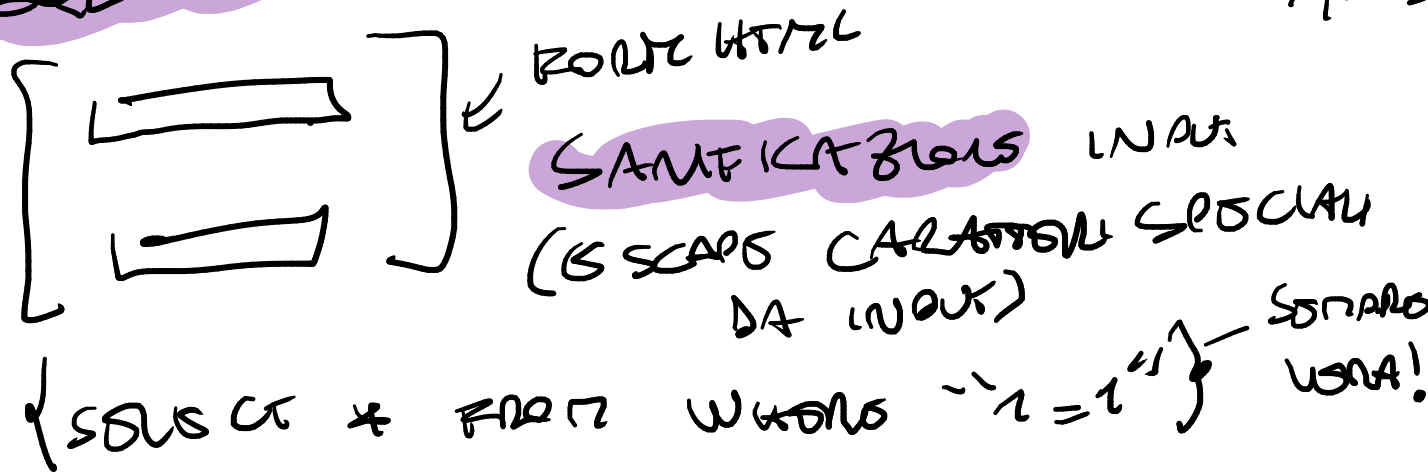 FORM HTML
SANIFICAZIONE INPUT
(ESCAPE CARATTERI SPECIALI
DA INPUT)
SEMPRE
VERA!
{SELECT * FROM WHERE "1=1"}